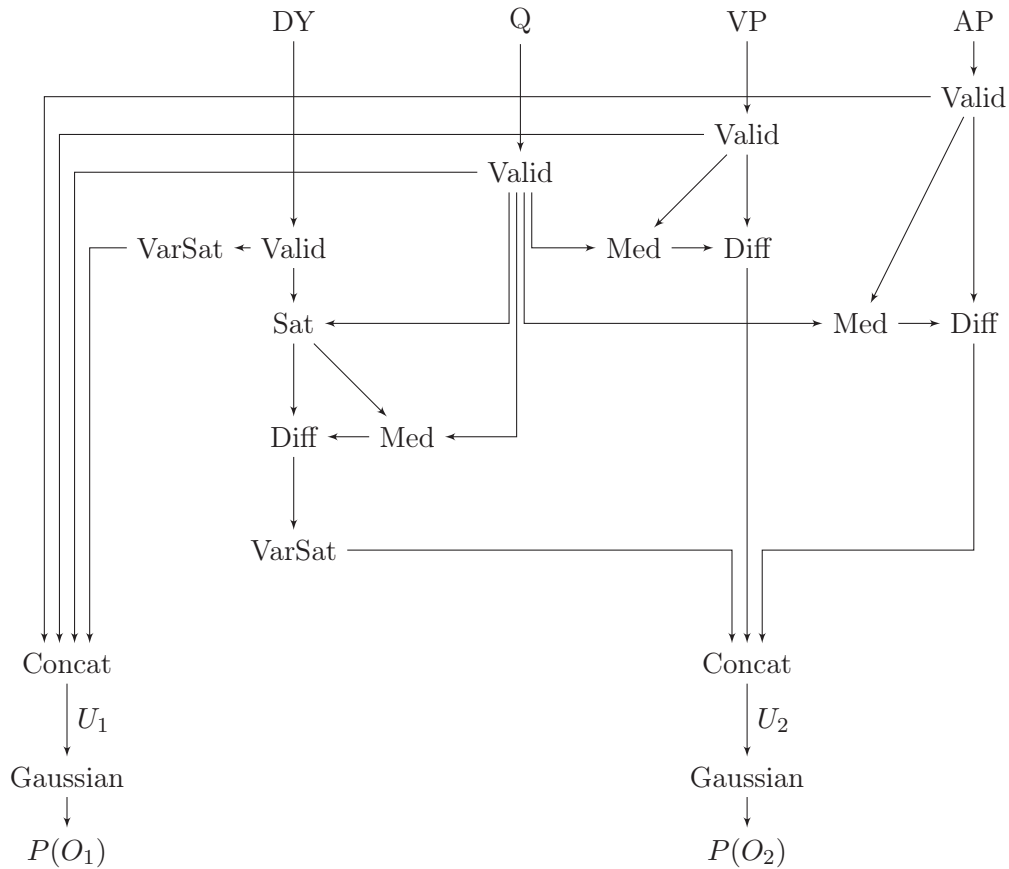 DY Q VP AP
Valid
Valid
Valid
VarSat Valid Med Diff
Sat Med Diff
Diff Med
VarSat
Concat Concat
U₁ U₂
Gaussian Gaussian
P(O₁) P(O₂)